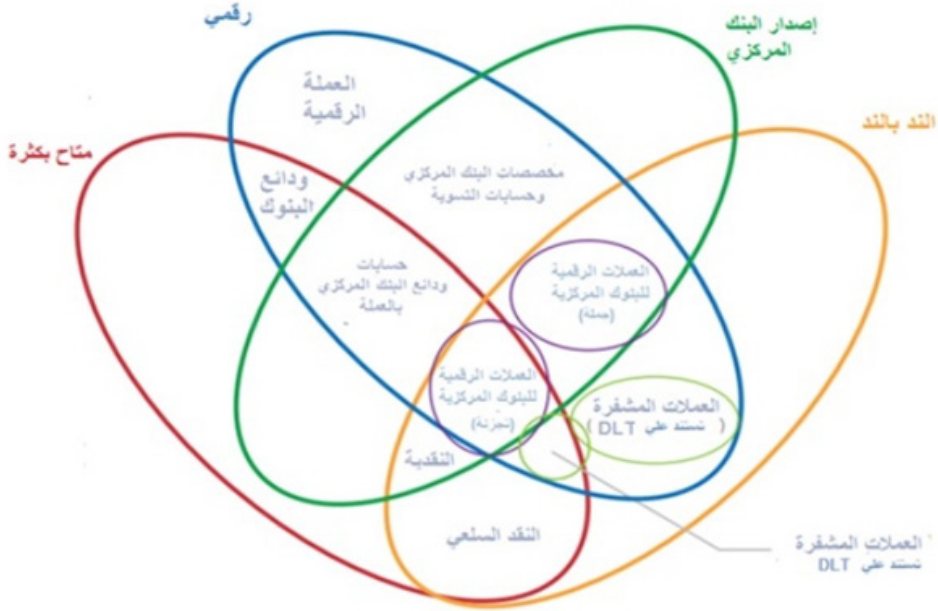 رقمي
إصدار البنك
المركزي
الند بالند
متاح بكثرة
العملة
الرقمية
ودائع
البنوك
مخصصات البنك المركزي
وحسابات التسوية
حسابات
ودائع البنك المركزي
بالعملة
العملات الرقمية
للبنوك المركزية
(جملة)
العملات الرقمية
للبنوك المركزية
(تجزئة)
العملات المشفرة
(تستند على DLT)
النقدية
النقد السلعي
العملات المشفرة
تستند على DLT